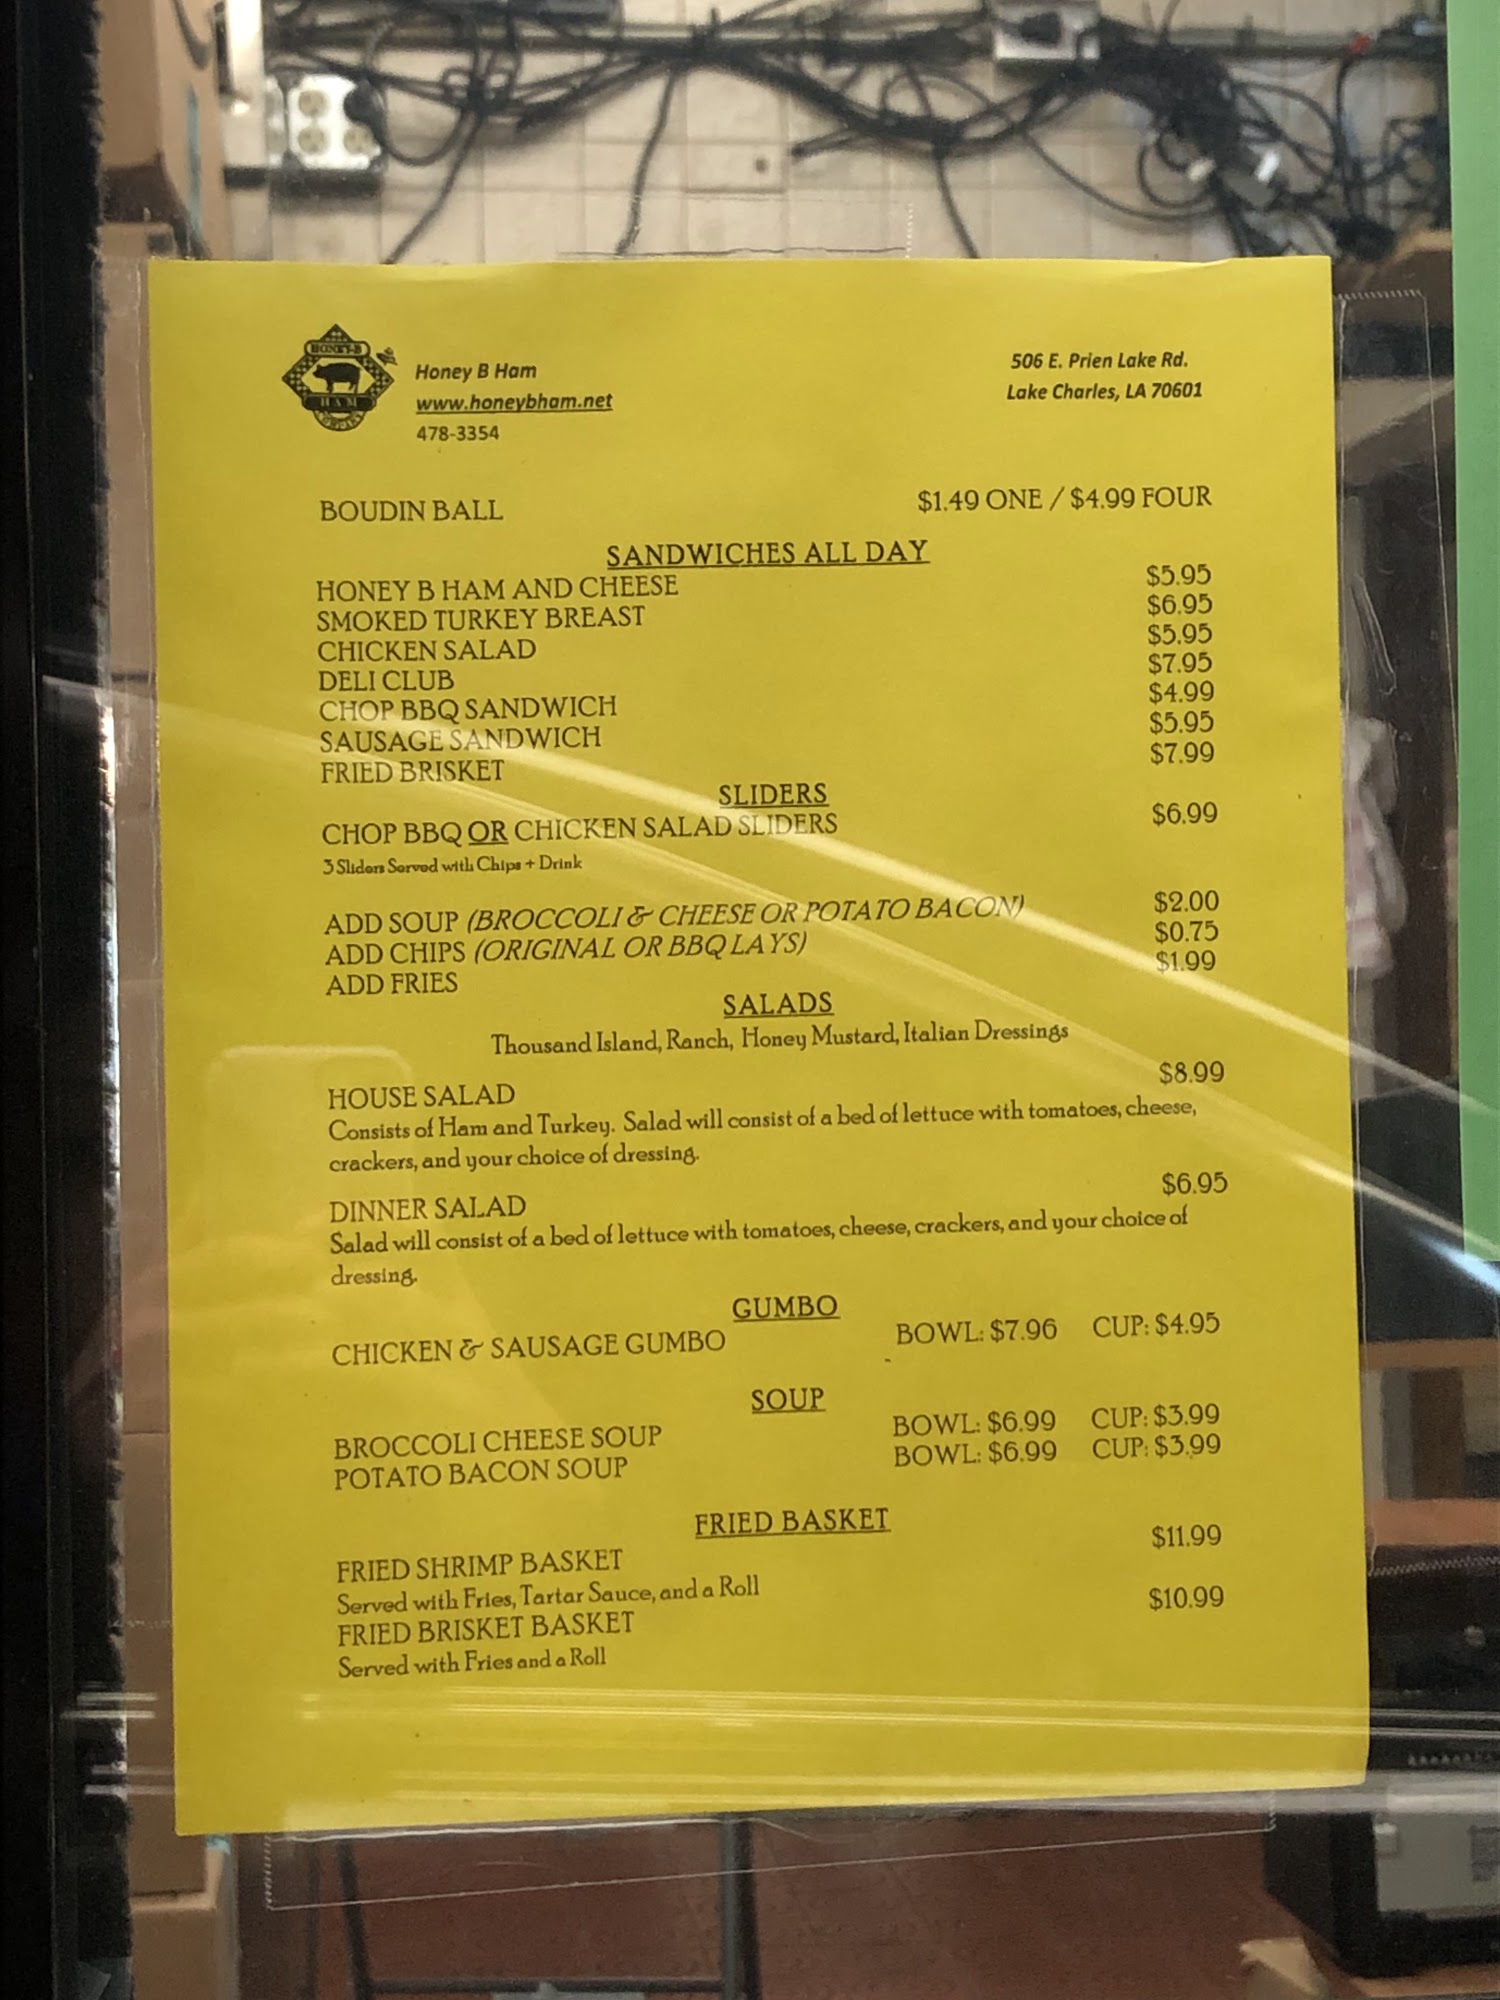 HONEY-B
HAM
COMPANY
Honey B Ham
www.honeybham.net
478-3354
506 E. Prien Lake Rd.
Lake Charles, LA 70601
BOUDIN BALL $1.49 ONE / $4.99 FOUR
SANDWICHES ALL DAY
HONEY B HAM AND CHEESE $5.95
SMOKED TURKEY BREAST $6.95
CHICKEN SALAD $5.95
DELI CLUB $7.95
CHOP BBQ SANDWICH $4.99
SAUSAGE SANDWICH $5.95
FRIED BRISKET $7.99
SLIDERS
CHOP BBQ OR CHICKEN SALAD SLIDERS $6.99
3 Sliders Served with Chips + Drink
ADD SOUP (BROCCOLI & CHEESE OR POTATO BACON) $2.00
ADD CHIPS (ORIGINAL OR BBQ LAYS) $0.75
ADD FRIES $1.99
SALADS
Thousand Island, Ranch, Honey Mustard, Italian Dressings
HOUSE SALAD $8.99
Consists of Ham and Turkey. Salad will consist of a bed of lettuce with tomatoes, cheese,
crackers, and your choice of dressing.
DINNER SALAD $6.95
Salad will consist of a bed of lettuce with tomatoes, cheese, crackers, and your choice of
dressing.
GUMBO
CHICKEN & SAUSAGE GUMBO BOWL: $7.96 CUP: $4.95
SOUP
BROCCOLI CHEESE SOUP BOWL: $6.99 CUP: $3.99
POTATO BACON SOUP BOWL: $6.99 CUP: $3.99
FRIED BASKET
FRIED SHRIMP BASKET $11.99
Served with Fries, Tartar Sauce, and a Roll
FRIED BRISKET BASKET $10.99
Served with Fries and a Roll